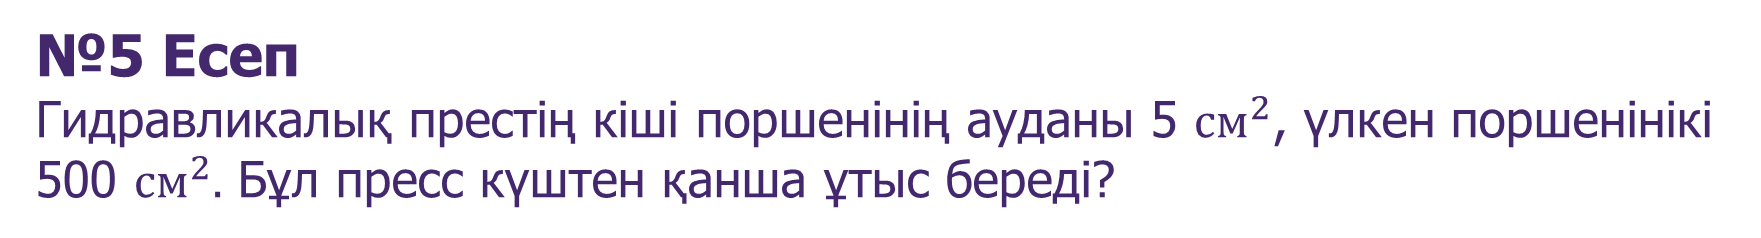 №5 Есеп
Гидравликалық престің кіші поршенінің ауданы 5 см², үлкен поршенінікі
500 см². Бұл пресс күштен қанша ұтыс береді?